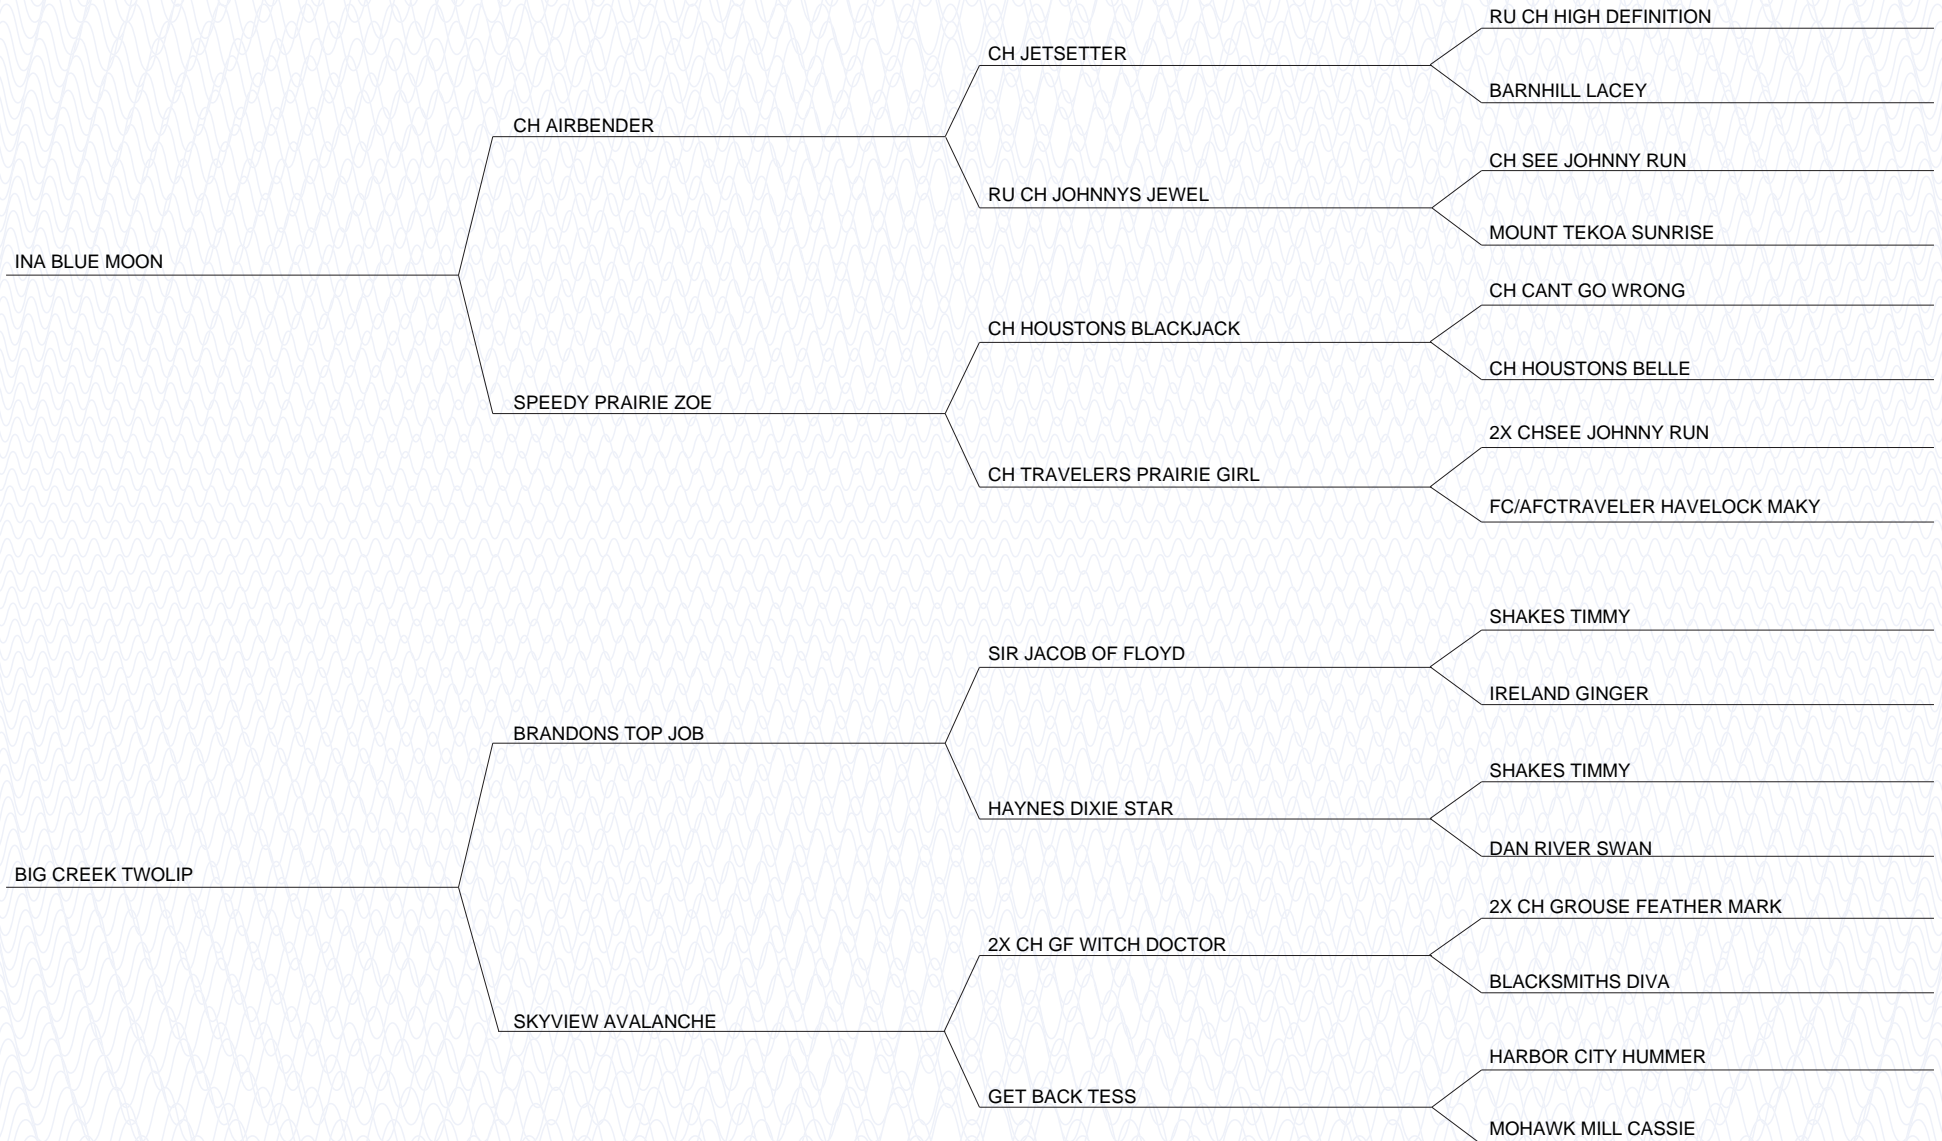 RU CH HIGH DEFINITION
CH JETSETTER
BARNHILL LACEY
CH AIRBENDER
CH SEE JOHNNY RUN
RU CH JOHNNYS JEWEL
MOUNT TEKOA SUNRISE
INA BLUE MOON
CH CANT GO WRONG
CH HOUSTONS BLACKJACK
CH HOUSTONS BELLE
SPEEDY PRAIRIE ZOE
2X CHSEE JOHNNY RUN
CH TRAVELERS PRAIRIE GIRL
FC/AFCTRAVELER HAVELOCK MAKY
SHAKES TIMMY
SIR JACOB OF FLOYD
IRELAND GINGER
BRANDONS TOP JOB
SHAKES TIMMY
HAYNES DIXIE STAR
DAN RIVER SWAN
BIG CREEK TWOLIP
2X CH GROUSE FEATHER MARK
2X CH GF WITCH DOCTOR
BLACKSMITHS DIVA
SKYVIEW AVALANCHE
HARBOR CITY HUMMER
GET BACK TESS
MOHAWK MILL CASSIE